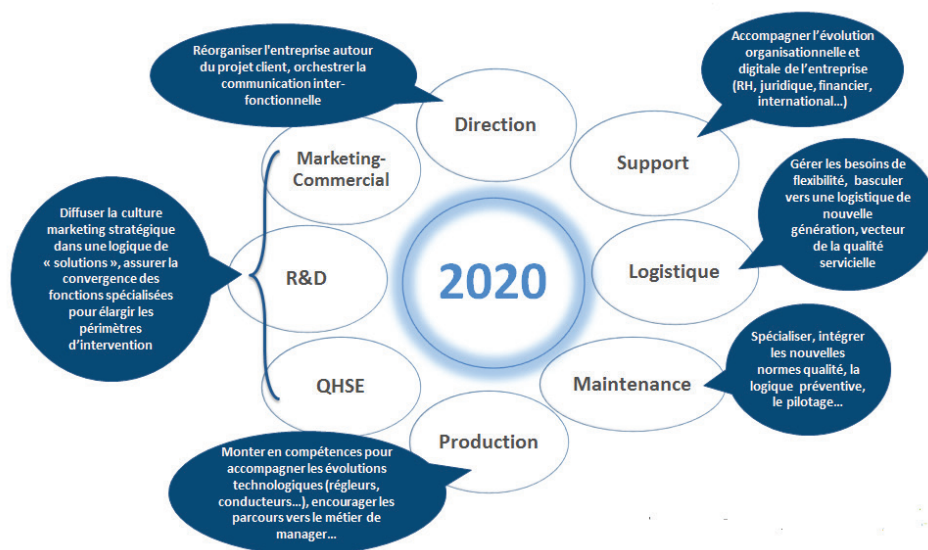 Réorganiser l'entreprise autour
du projet client, orchestrer la
communication inter-
fonctionnelle
Direction
Accompagner l'évolution
organisationnelle et
digitale de l'entreprise
(RH, juridique, financier,
international…)
Marketing-
Commercial
Support
Gérer les besoins de
flexibilité, basculer
vers une logistique de
nouvelle
génération, vecteur
de la qualité
servicielle
Diffuser la culture
marketing stratégique
dans une logique de
« solutions », assurer la
convergence des
fonctions spécialisées
pour élargir les
périmètres
d'intervention
R&D
2020
Logistique
QHSE
Maintenance
Spécialiser, intégrer
les nouvelles
normes qualité, la
logique préventive,
le pilotage…
Production
Monter en compétences pour
accompagner les évolutions
technologiques (régleurs,
conducteurs…), encourager les
parcours vers le métier de
manager…